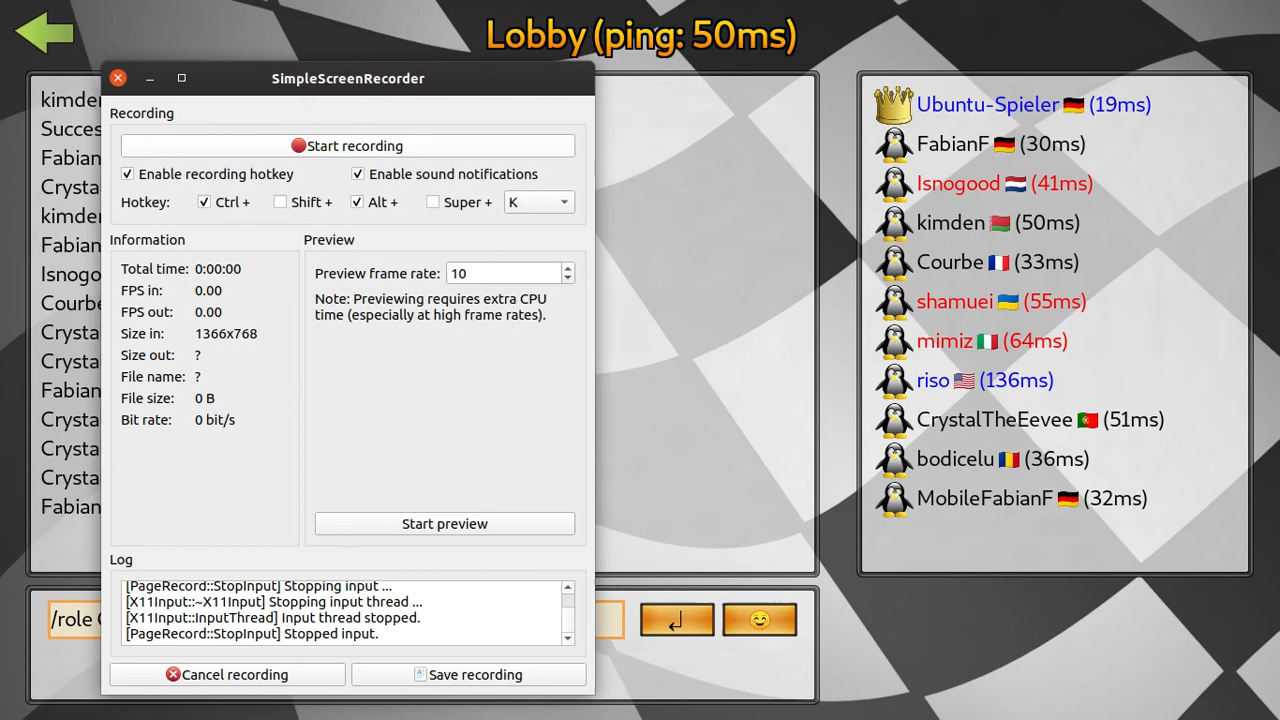 Lobby (ping: 50ms)
kimden
Succes
Fabian
Crysta
kimden
Fabian
Isnogo
Courbe
Crysta
Crysta
Fabian
Crysta
Crysta
Crysta
Fabian
/role
SimpleScreenRecorder
Recording
Start recording
Enable recording hotkey
Enable sound notifications
Hotkey: Ctrl + Shift + Alt + Super + K
Information
Total time: 0:00:00
FPS in: 0.00
FPS out: 0.00
Size in: 1366x768
Size out: ?
File name: ?
File size: 0 B
Bit rate: 0 bit/s
Preview
Preview frame rate: 10
Note: Previewing requires extra CPU
time (especially at high frame rates).
Start preview
Log
[PageRecord::StopInput] Stopping input ...
[X11Input::~X11Input] Stopping input thread ...
[X11Input::InputThread] Input thread stopped.
[PageRecord::StopInput] Stopped input.
Cancel recording
Save recording
Ubuntu-Spieler (19ms)
FabianF (30ms)
Isnogood (41ms)
kimden (50ms)
Courbe (33ms)
shamuei (55ms)
mimiz (64ms)
riso (136ms)
CrystalTheEevee (51ms)
bodicelu (36ms)
MobileFabianF (32ms)